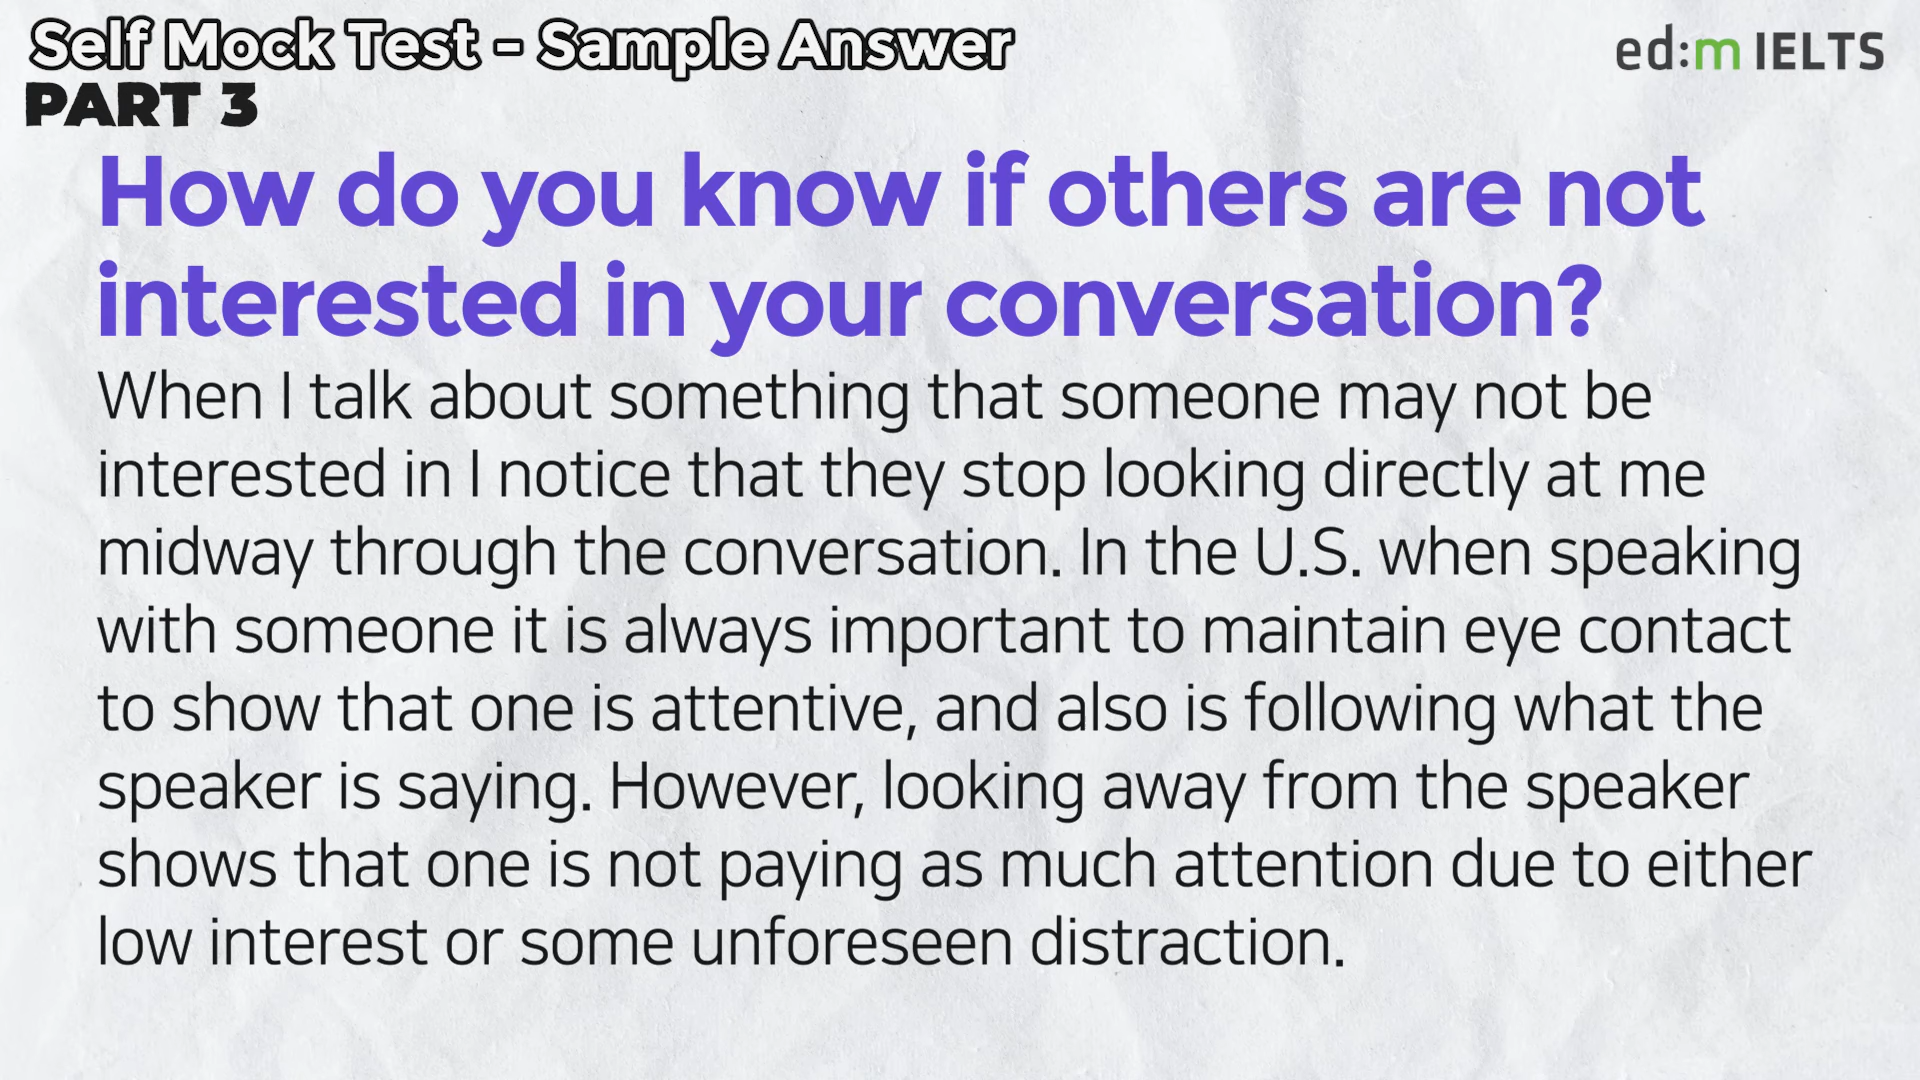 Self Mock Test - Sample Answer
ed:m IELTS
PART 3
How do you know if others are not
interested in your conversation?
When I talk about something that someone may not be
interested in I notice that they stop looking directly at me
midway through the conversation. In the U.S. when speaking
with someone it is always important to maintain eye contact
to show that one is attentive, and also is following what the
speaker is saying. However, looking away from the speaker
shows that one is not paying as much attention due to either
low interest or some unforeseen distraction.